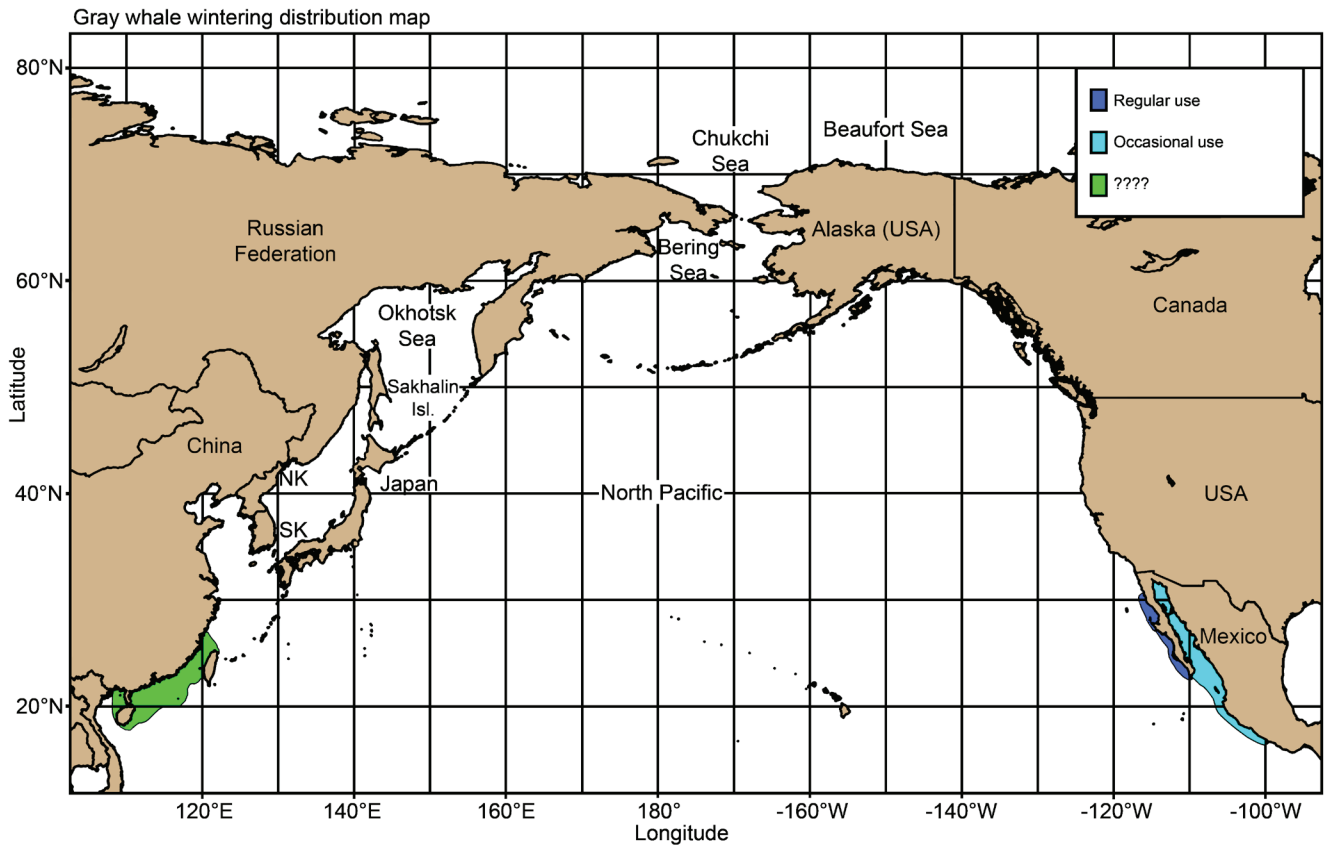 Gray whale wintering distribution map
80°N
60°N
40°N
20°N
Latitude
Regular use
Occasional use
????
Chukchi
Sea
Beaufort Sea
Russian
Federation
Bering
Sea
Alaska (USA)
Canada
Okhotsk
Sea
Sakhalin
Isl.
China
NK
SK
Japan
North Pacific
USA
Mexico
120°E
140°E
160°E
180°
-160°W
-140°W
-120°W
-100°W
Longitude